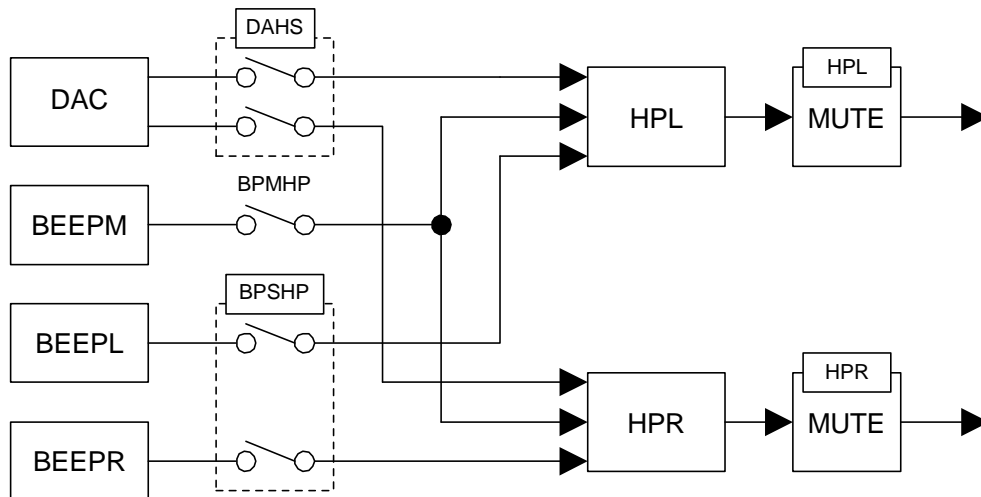 DAHS
DAC
HPL
HPL
MUTE
BPMHP
BEEPM
BPSHP
BEEPL
HPR
HPR
MUTE
BEEPR